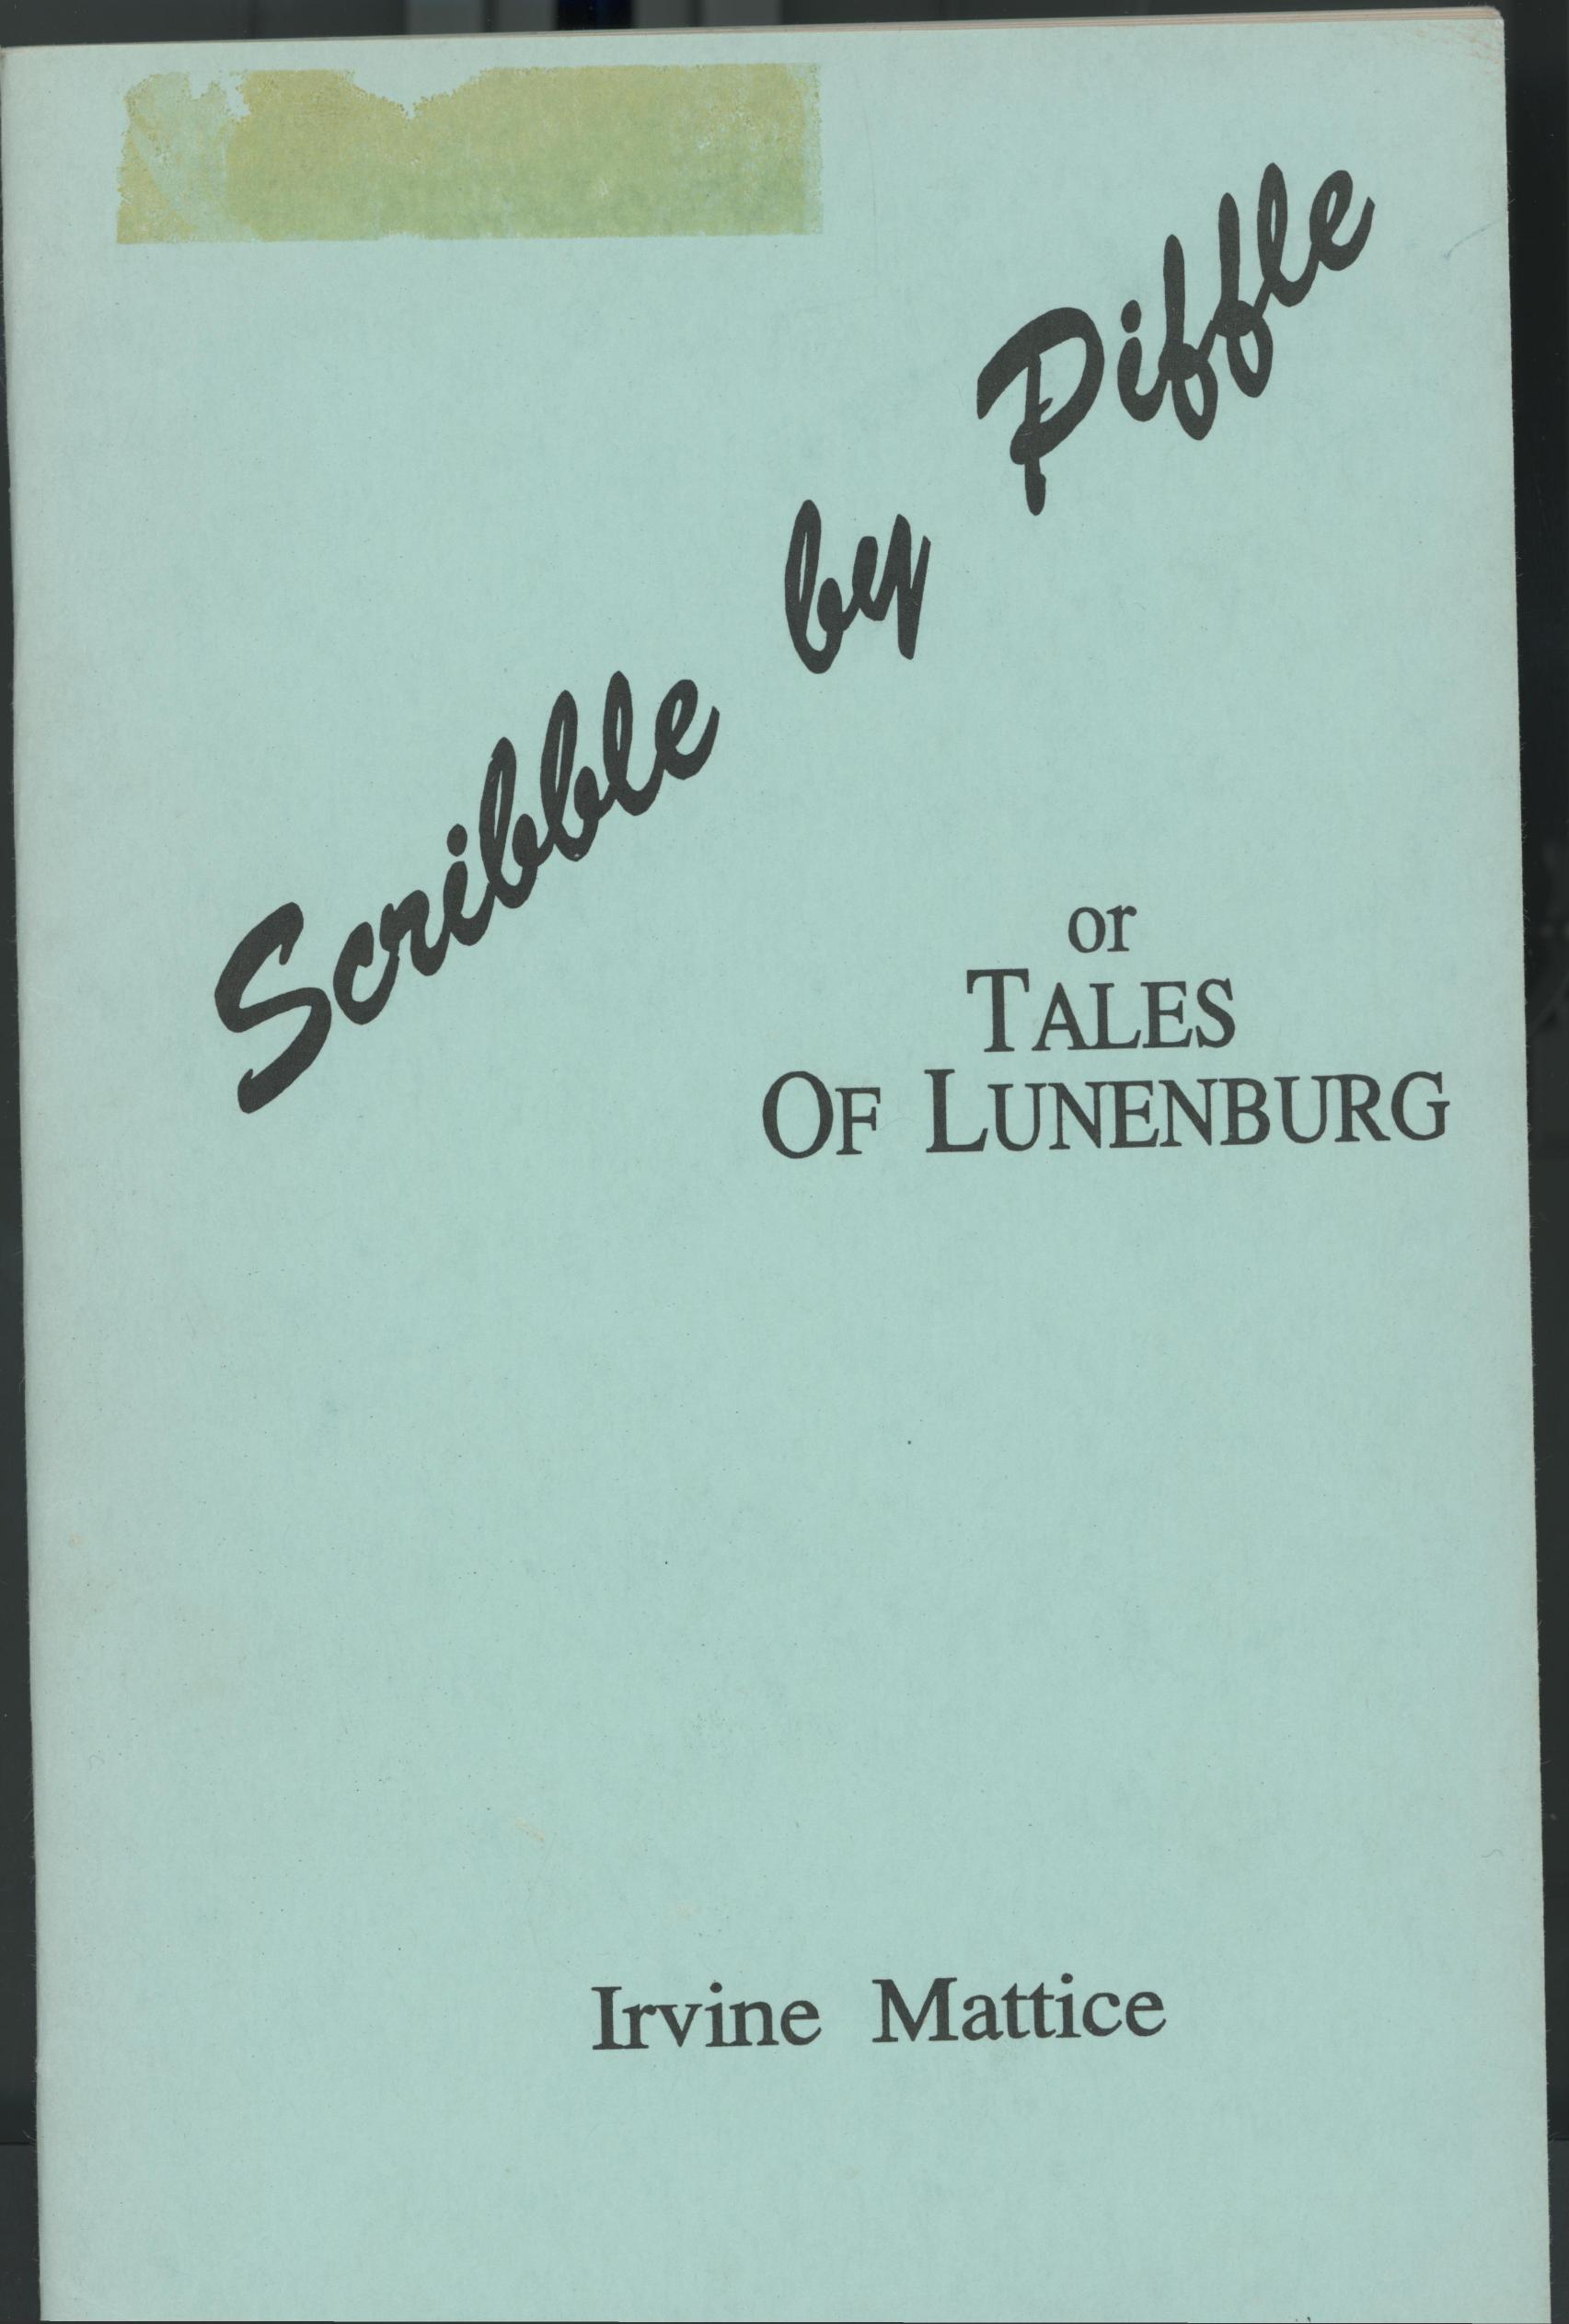 Scribble by Piffle
or
TALES
OF LUNENBURG
Irvine Mattice